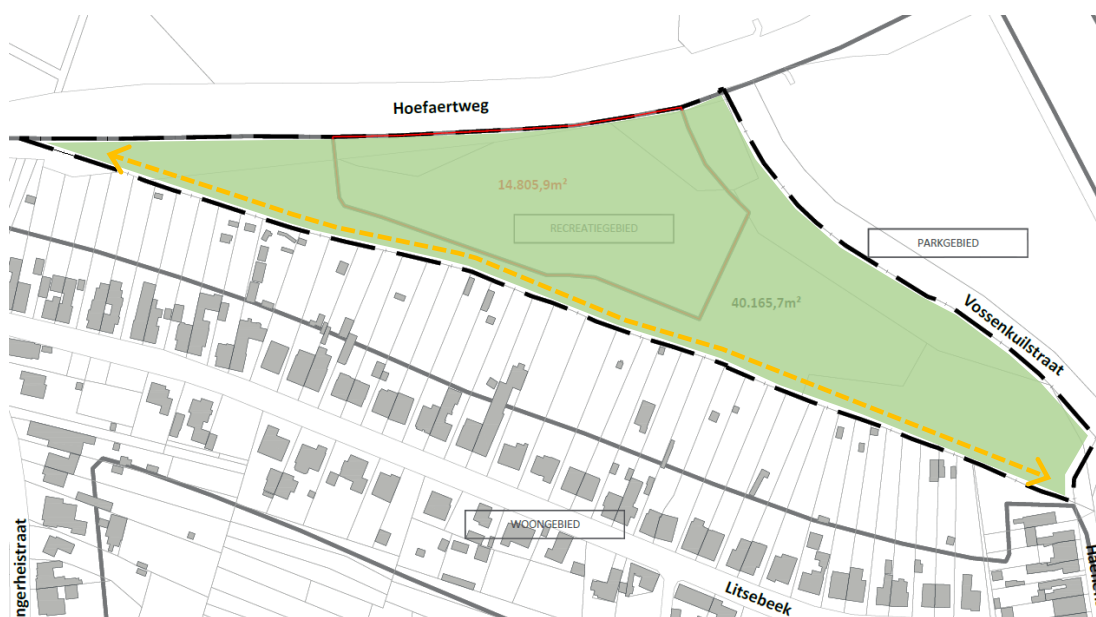 Hoefaertweg
14.805,9m²
RECREATIEGEBIED
PARKGEBIED
40.165,7m²
Vossenkuilstraat
WOONGEBIED
Litsebeek
ngerheistraat